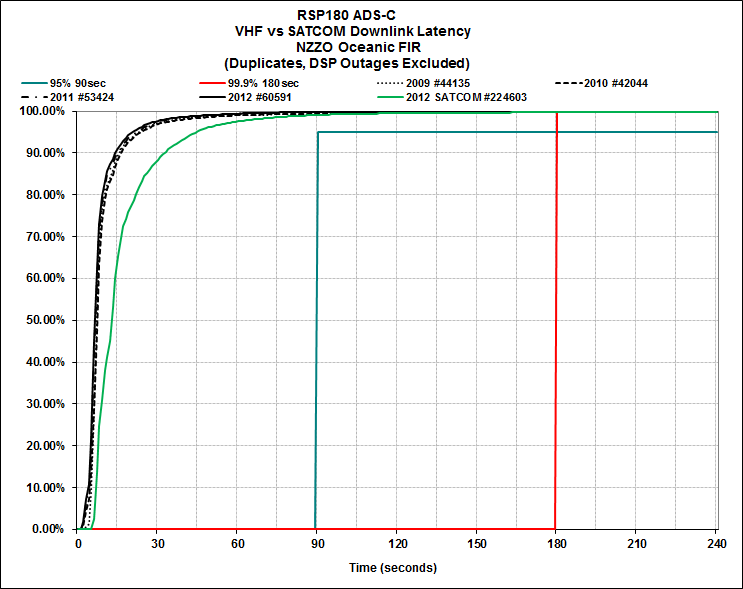 RSP180 ADS-C
VHF vs SATCOM Downlink Latency
NZZO Oceanic FIR
(Duplicates, DSP Outages Excluded)
95% 90sec 99.9% 180sec 2009 #44135 2010 #42044
2011 #53424 2012 #60591 2012 SATCOM #224603
100.00%
90.00%
80.00%
70.00%
60.00%
50.00%
40.00%
30.00%
20.00%
10.00%
0.00%
0 30 60 90 120 150 180 210 240
Time (seconds)